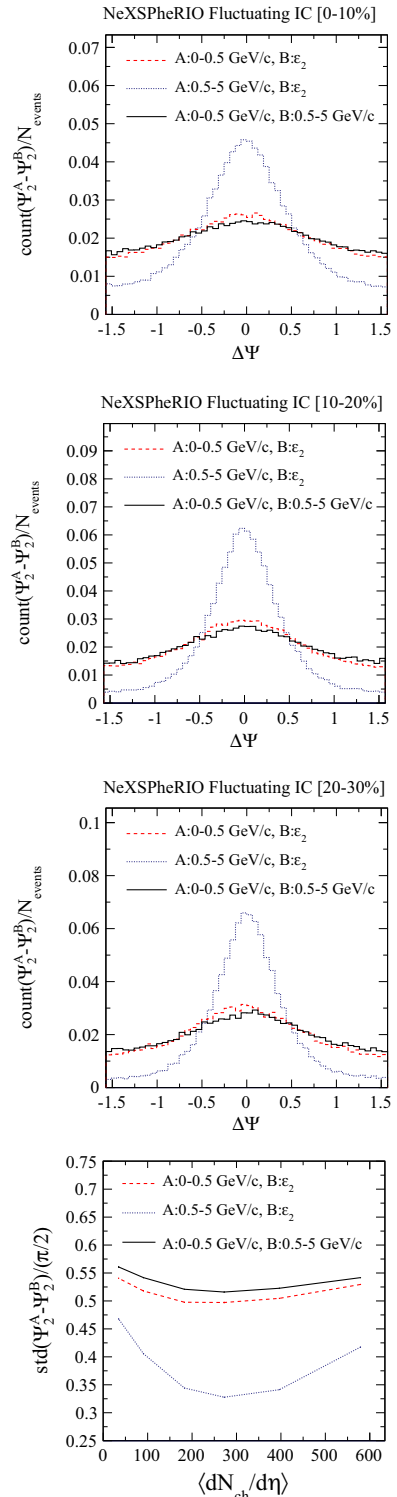 NeXSPheRIO Fluctuating IC [0-10%]
count(Ψ₂ᴬ-Ψ₂ᴮ)/N_events
0.07
0.06
0.05
0.04
0.03
0.02
0.01
0
A:0-0.5 GeV/c, B:ε₂
A:0.5-5 GeV/c, B:ε₂
A:0-0.5 GeV/c, B:0.5-5 GeV/c
-1.5 -1 -0.5 0 0.5 1 1.5
ΔΨ
NeXSPheRIO Fluctuating IC [10-20%]
count(Ψ₂ᴬ-Ψ₂ᴮ)/N_events
0.09
0.08
0.07
0.06
0.05
0.04
0.03
0.02
0.01
0
A:0-0.5 GeV/c, B:ε₂
A:0.5-5 GeV/c, B:ε₂
A:0-0.5 GeV/c, B:0.5-5 GeV/c
-1.5 -1 -0.5 0 0.5 1 1.5
ΔΨ
NeXSPheRIO Fluctuating IC [20-30%]
count(Ψ₂ᴬ-Ψ₂ᴮ)/N_events
0.1
0.08
0.06
0.04
0.02
0
A:0-0.5 GeV/c, B:ε₂
A:0.5-5 GeV/c, B:ε₂
A:0-0.5 GeV/c, B:0.5-5 GeV/c
-1.5 -1 -0.5 0 0.5 1 1.5
ΔΨ
std(Ψ₂ᴬ-Ψ₂ᴮ)/(π/2)
0.75
0.7
0.65
0.6
0.55
0.5
0.45
0.4
0.35
0.3
0.25
A:0-0.5 GeV/c, B:ε₂
A:0.5-5 GeV/c, B:ε₂
A:0-0.5 GeV/c, B:0.5-5 GeV/c
0 100 200 300 400 500 600
⟨dN_ch/dη⟩